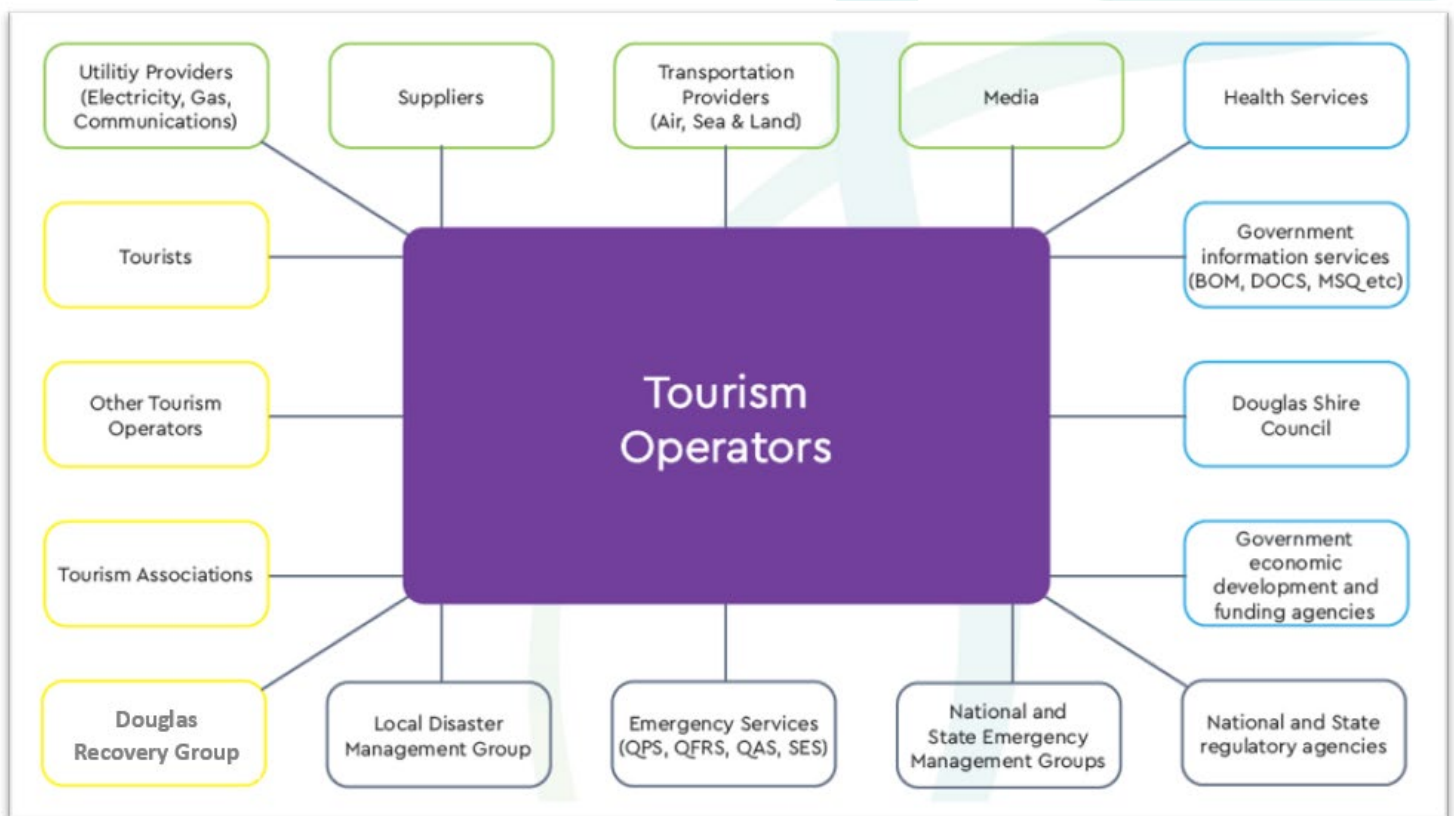 Utilitiy Providers
(Electricity, Gas,
Communications)
Suppliers
Transportation
Providers
(Air, Sea & Land)
Media
Health Services
Tourists
Government
information services
(BOM, DOCS, MSQ etc)
Other Tourism
Operators
Tourism
Operators
Douglas Shire
Council
Tourism Associations
Government
economic
development and
funding agencies
Douglas
Recovery Group
Local Disaster
Management Group
Emergency Services
(QPS, QFRS, QAS, SES)
National and
State Emergency
Management Groups
National and State
regulatory agencies